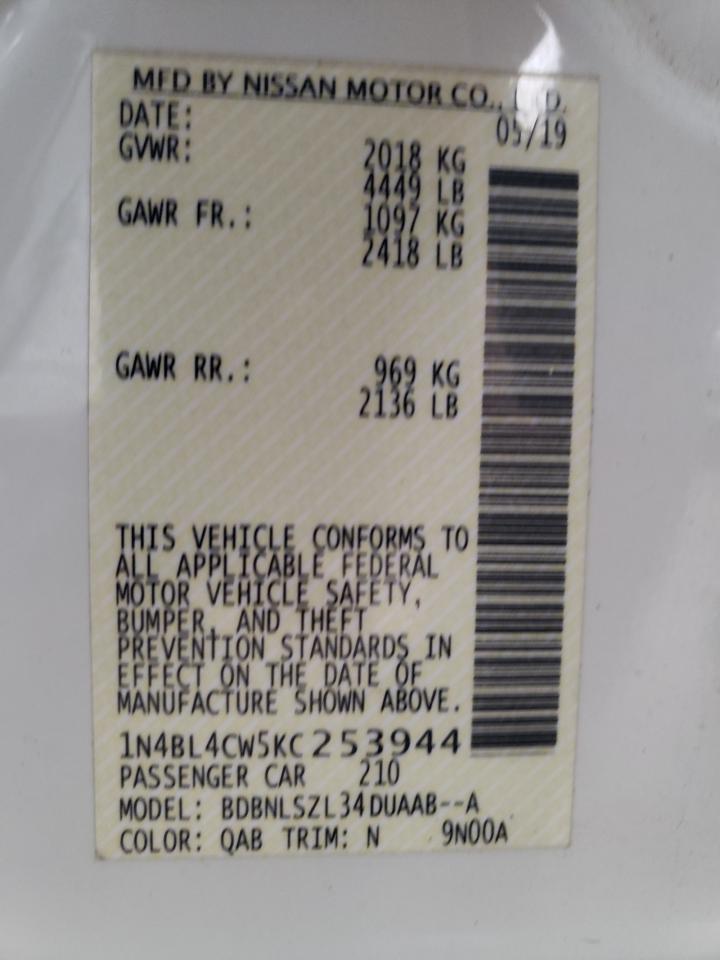 MFD BY NISSAN MOTOR CO., LTD.
DATE: 05/19
GVWR: 2018 KG
4449 LB
GAWR FR.: 1097 KG
2418 LB
GAWR RR.: 969 KG
2136 LB
THIS VEHICLE CONFORMS TO
ALL APPLICABLE FEDERAL
MOTOR VEHICLE SAFETY,
BUMPER, AND THEFT
PREVENTION STANDARDS IN
EFFECT ON THE DATE OF
MANUFACTURE SHOWN ABOVE.
1N4BL4CW5KC253944
PASSENGER CAR 210
MODEL: BDBNLSZL34DUAAB--A
COLOR: QAB TRIM: N 9N00A